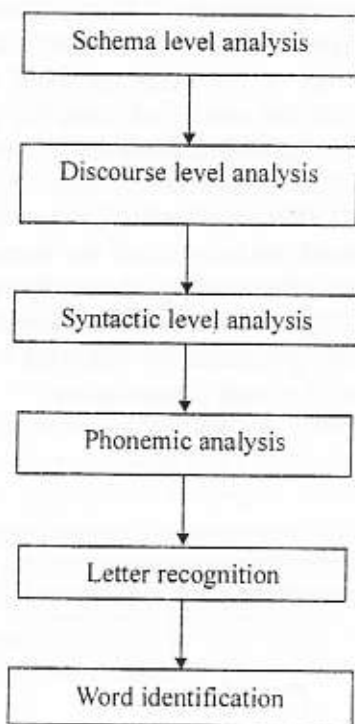 Schema level analysis
Discourse level analysis
Syntactic level analysis
Phonemic analysis
Letter recognition
Word identification